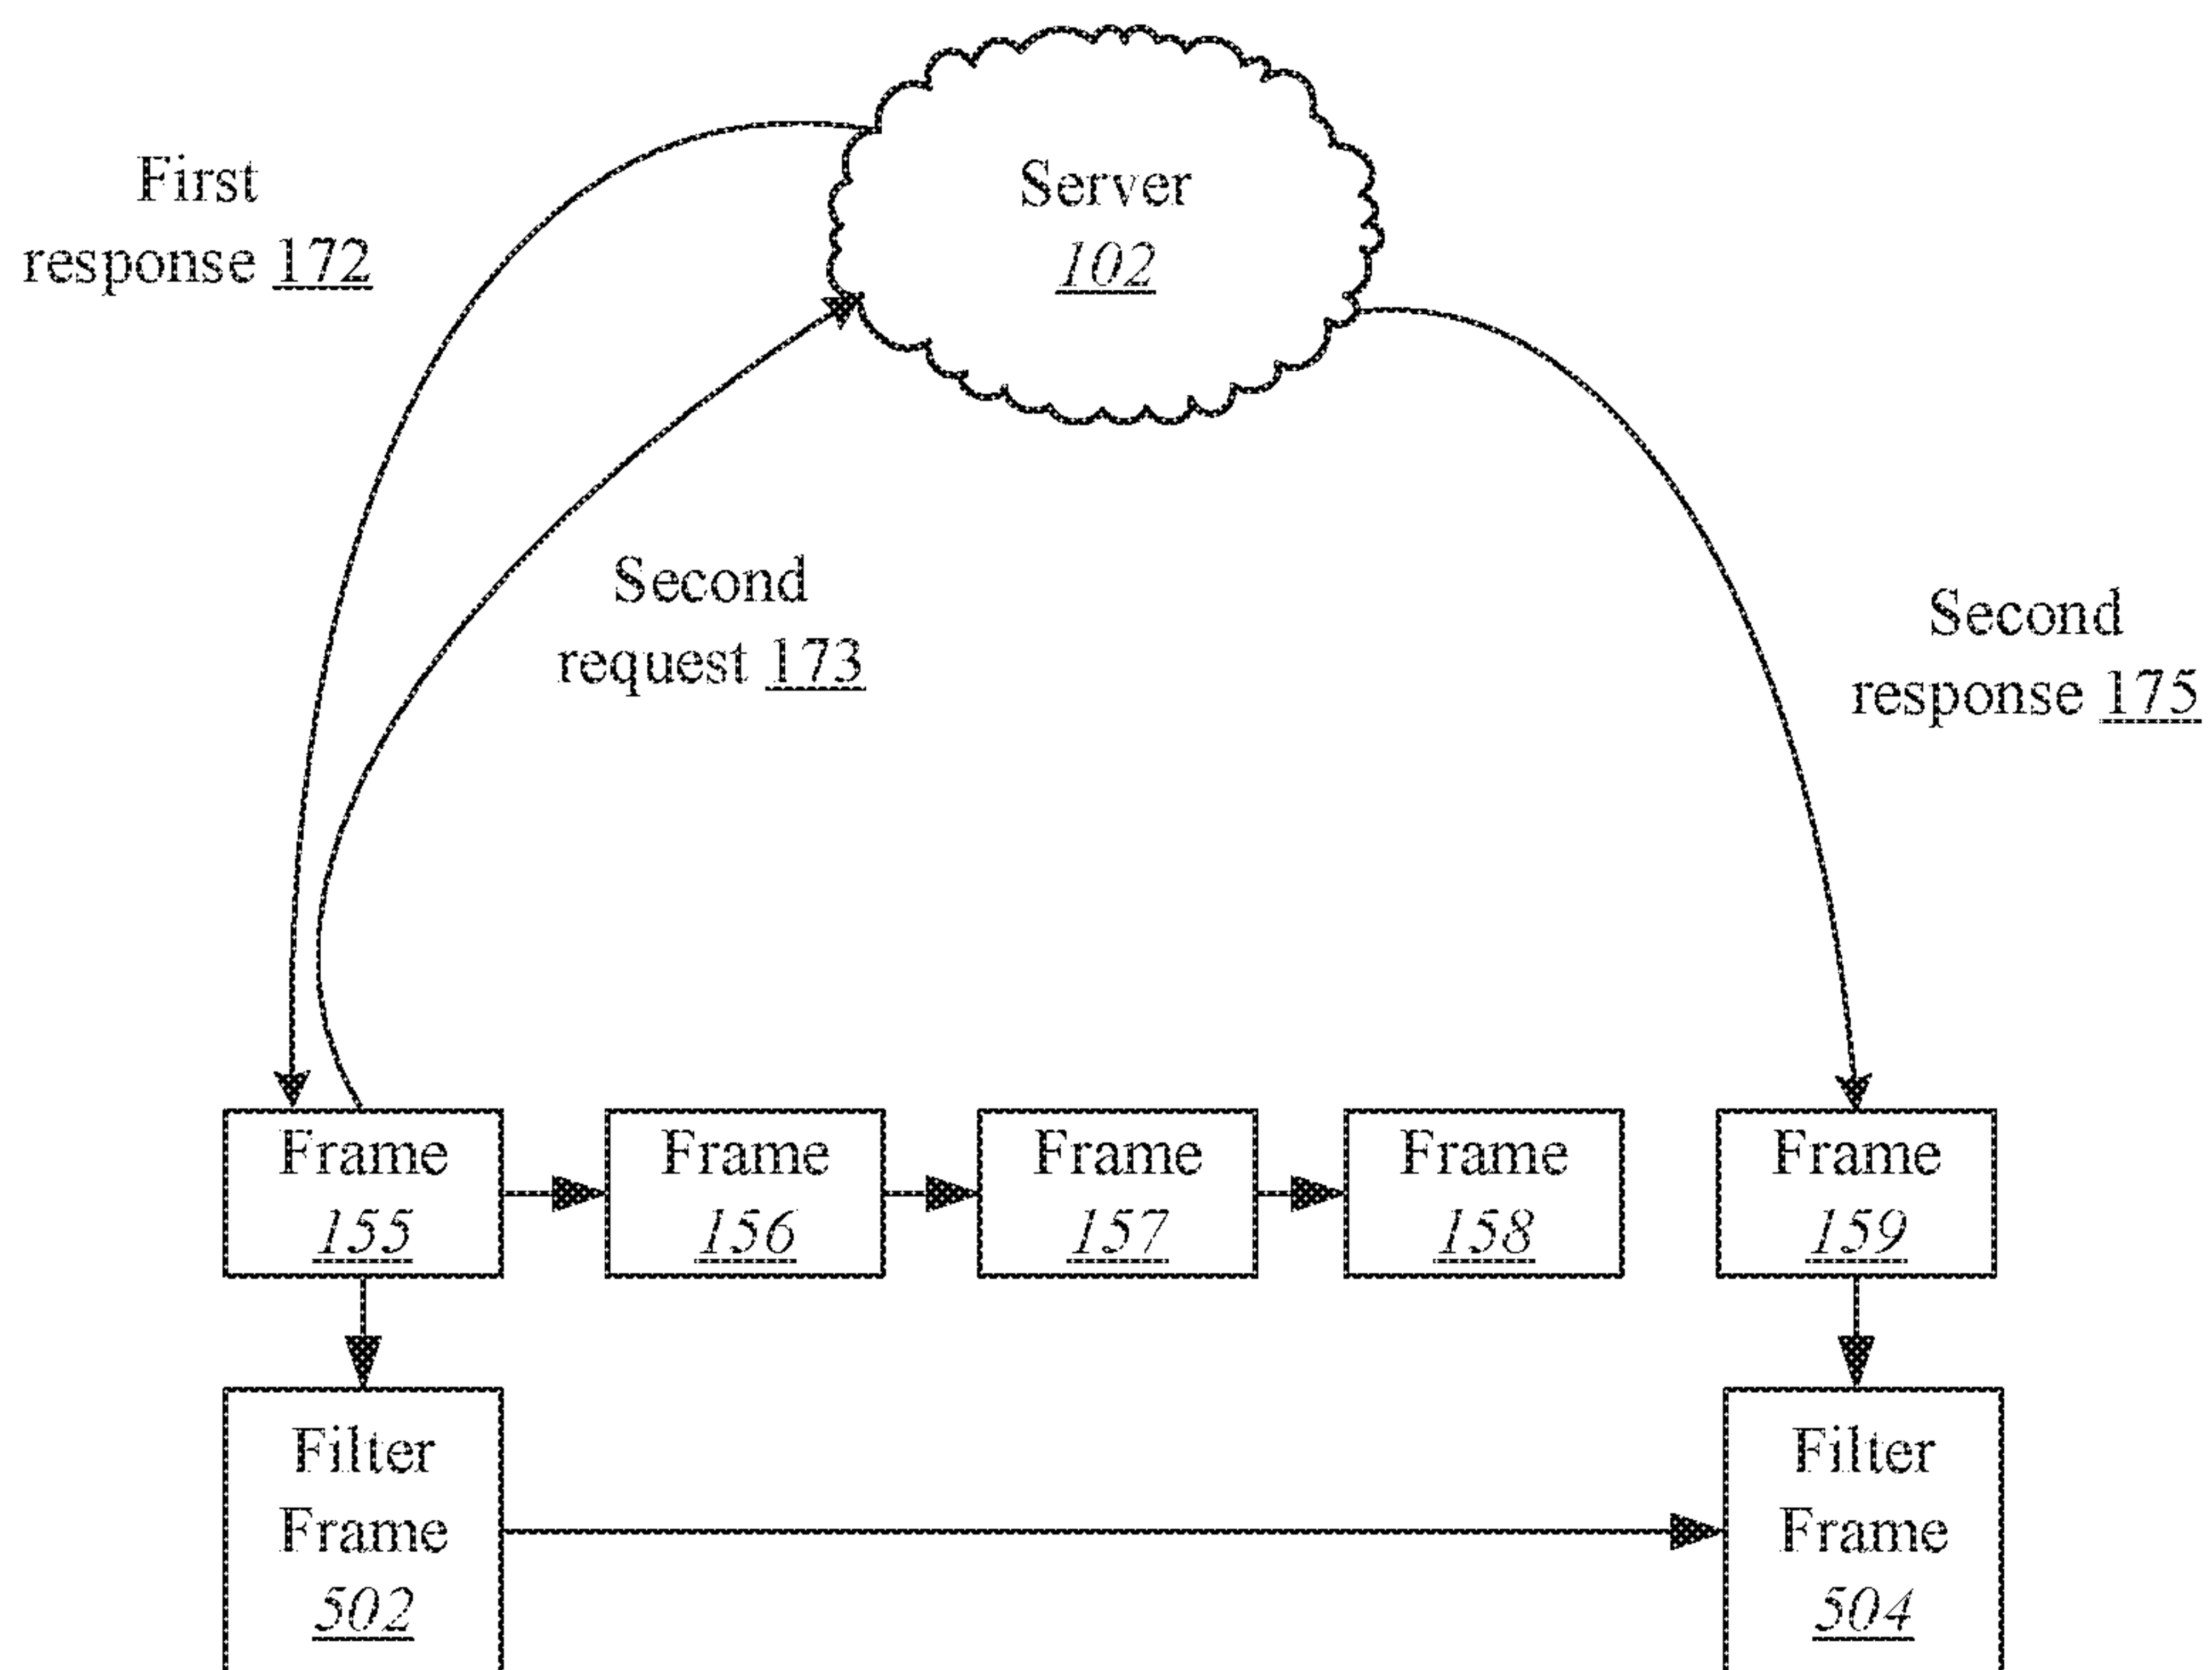 First
response 172
Server
102
Second
request 173
Second
response 175
Frame
155
Frame
156
Frame
157
Frame
158
Frame
159
Filter
Frame
502
Filter
Frame
504